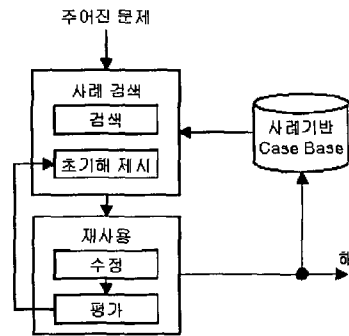 주어진 문제
사례 검색
검색
초기해 제시
사례기반
Case Base
재사용
수정
평가
해